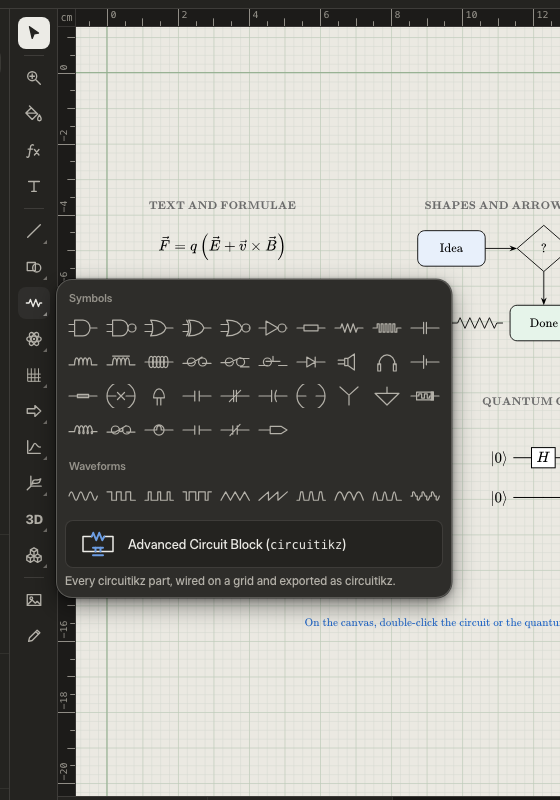 cm
0 2 4 6 8 10 12
0
-2
-4
-6
-16
-18
-20
fx
T
3D
TEXT AND FORMULAE
SHAPES AND ARROW
F⃗ = q (E⃗ + v⃗ × B⃗)
Idea
?
Done
Symbols
Waveforms
Advanced Circuit Block (circuitikz)
Every circuitikz part, wired on a grid and exported as circuitikz.
QUANTUM
|0⟩ H
|0⟩
On the canvas, double-click the circuit or the quantu